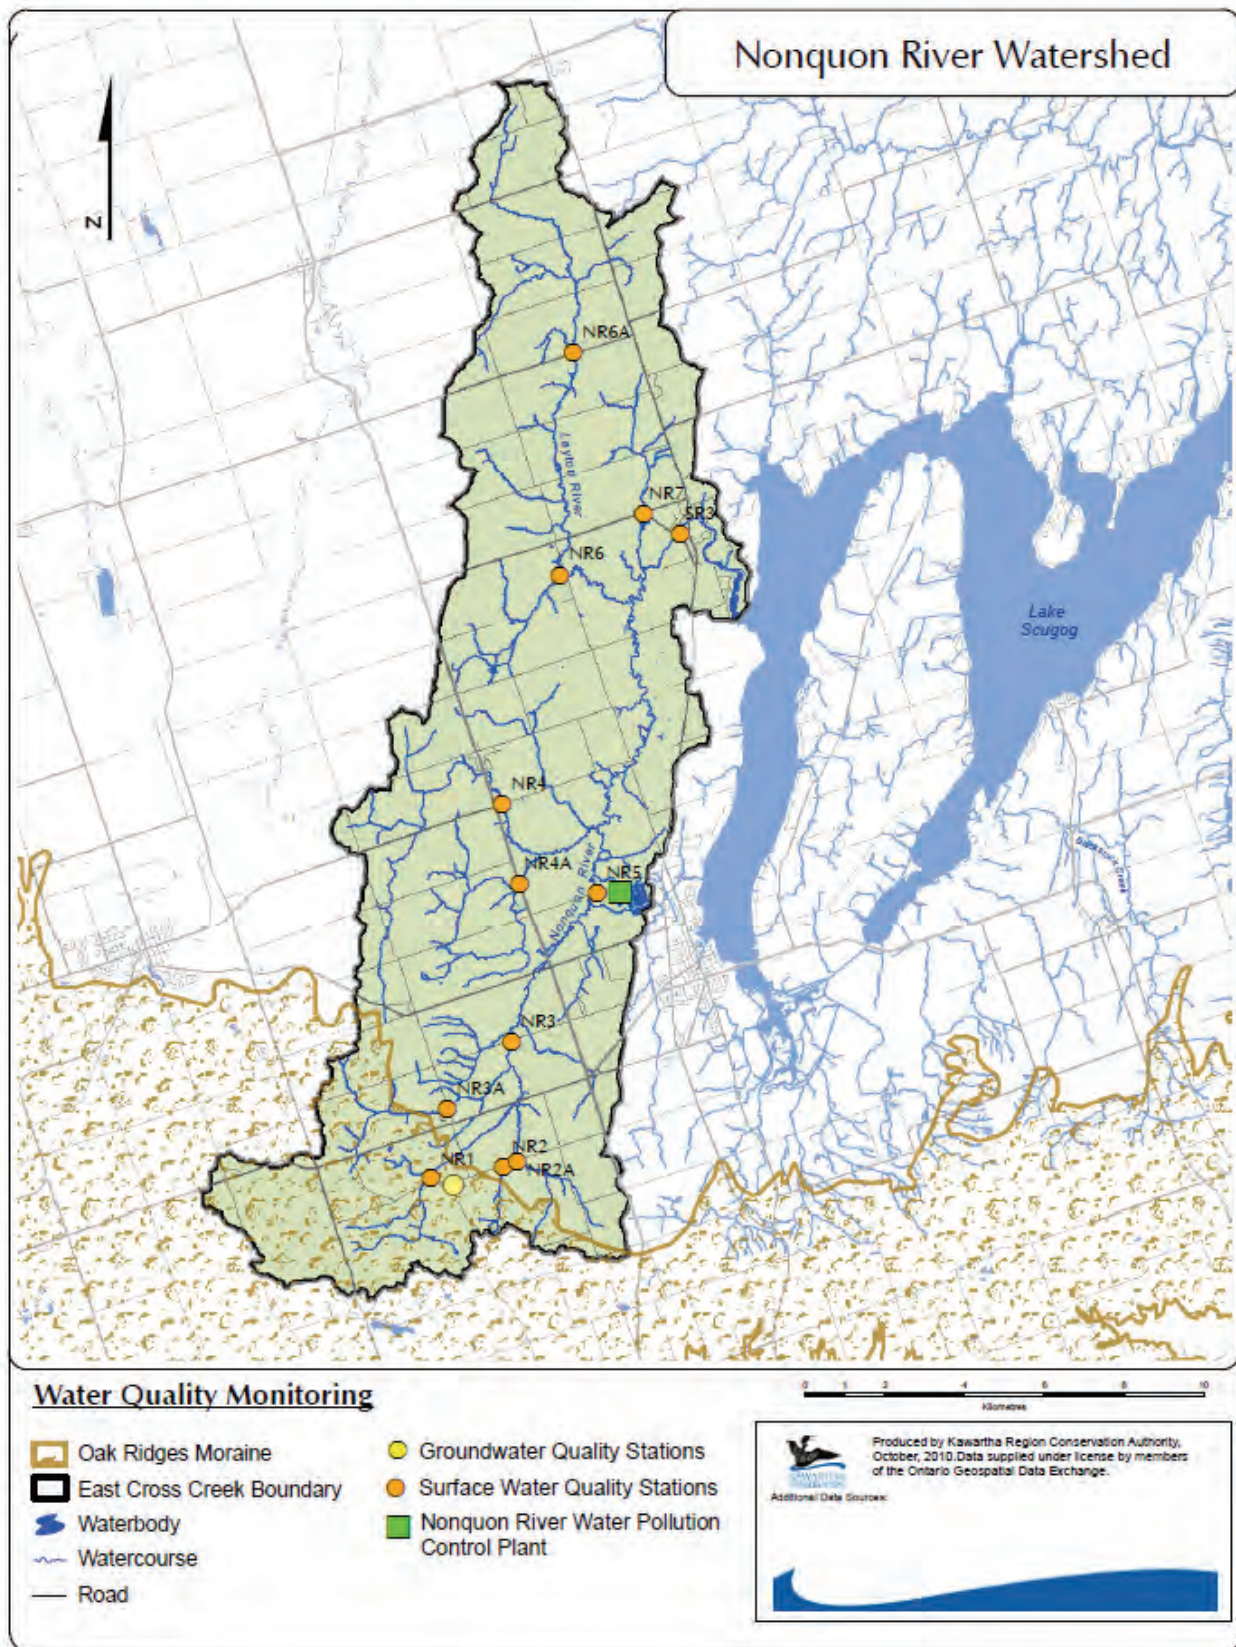 Nonquon River Watershed
N
NR6A
Layton River
NR7
SR3
NR6
Lake
Scugog
NR4
NR4A
Nonquon River
NR5
NR3
NR3A
NR2
NR1
NR2A
Water Quality Monitoring
Oak Ridges Moraine
East Cross Creek Boundary
Waterbody
Watercourse
Road
Groundwater Quality Stations
Surface Water Quality Stations
Nonquon River Water Pollution
Control Plant
0 1 2 4 6 8 10
Kilometres
KAWARTHA
Produced by Kawartha Region Conservation Authority,
October, 2010.Data supplied under license by members
of the Ontario Geospatial Data Exchange.
Additional Data Sources: